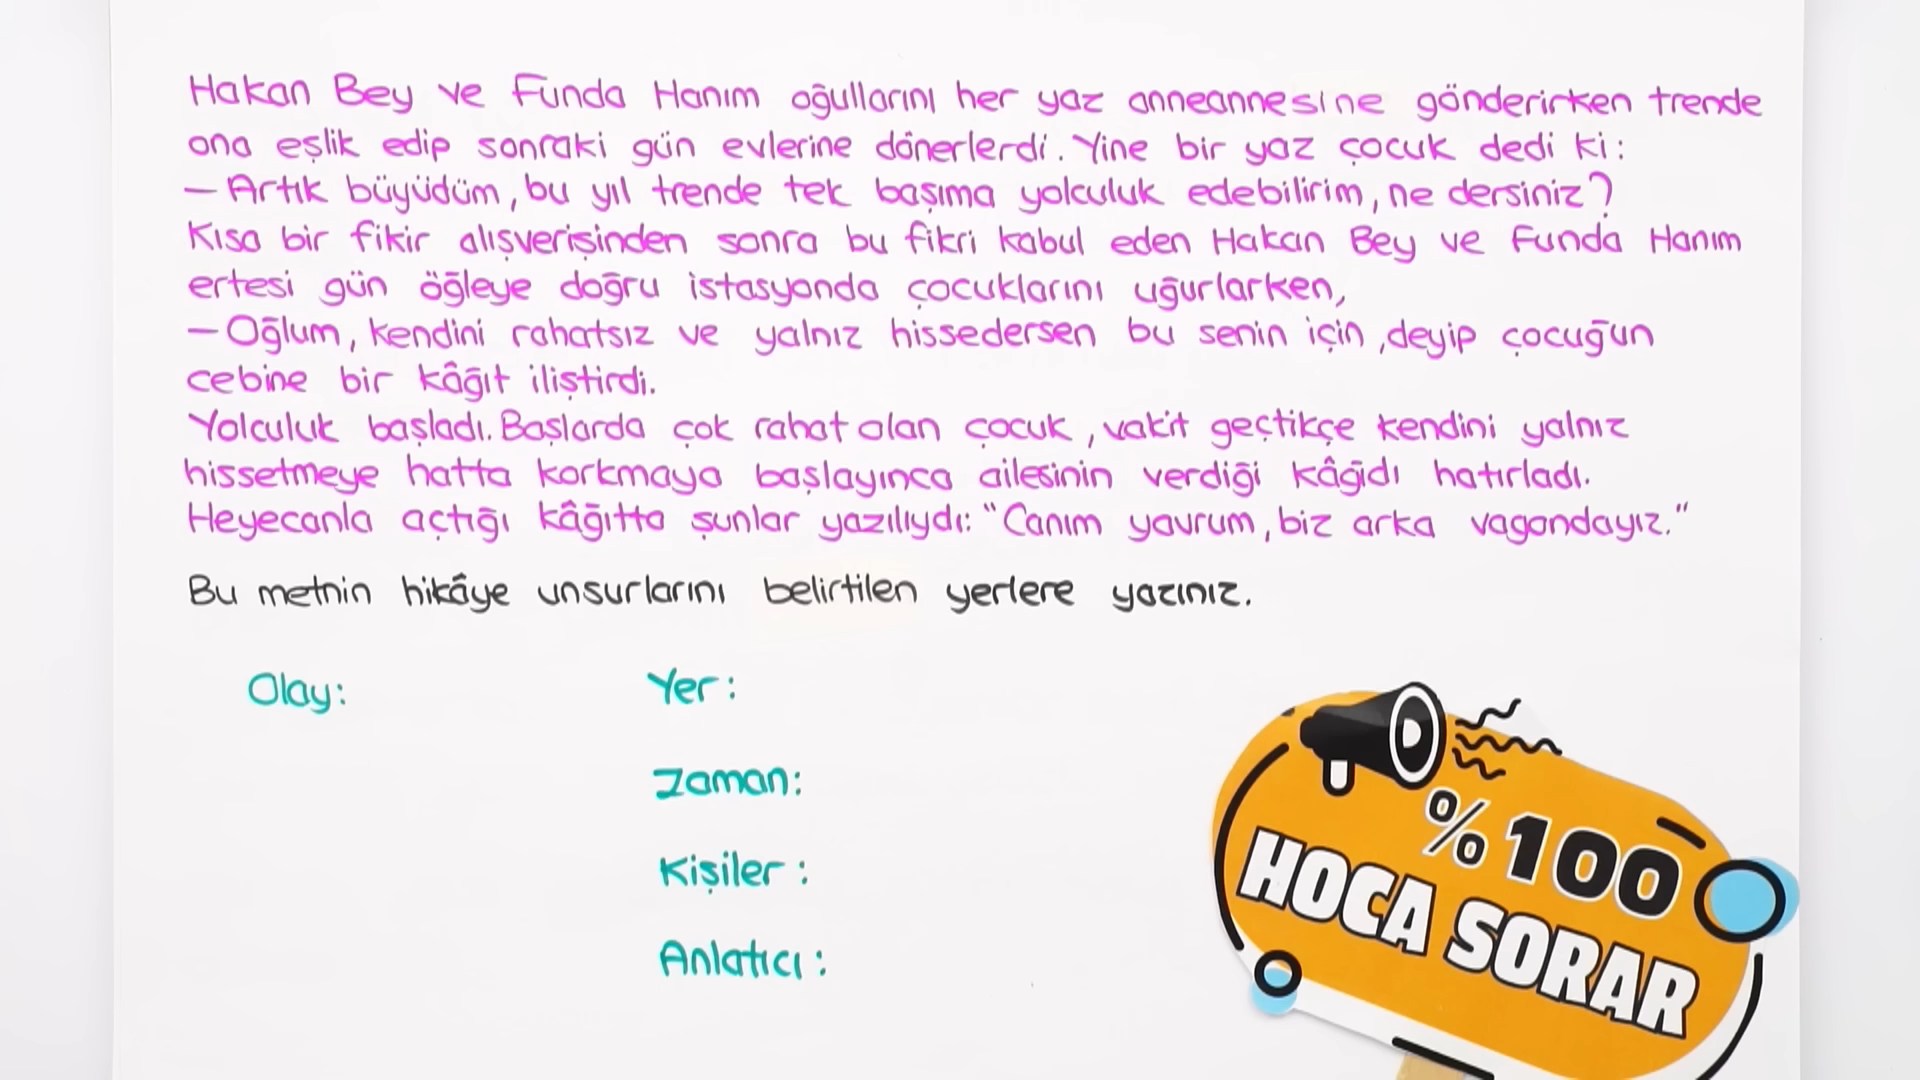 Hakan Bey ve Funda Hanım oğullarını her yaz anneannesine gönderirken trende
ona eşlik edip sonraki gün evlerine dönerlerdi. Yine bir yaz çocuk dedi ki:
— Artık büyüdüm, bu yıl trende tek başıma yolculuk edebilirim, ne dersiniz?
Kısa bir fikir alışverişinden sonra bu fikri kabul eden Hakan Bey ve Funda Hanım
ertesi gün öğleye doğru istasyonda çocuklarını uğurlarken,
— Oğlum, kendini rahatsız ve yalnız hissedersen bu senin için, deyip çocuğun
cebine bir kâğıt iliştirdi.
Yolculuk başladı. Başlarda çok rahat olan çocuk, vakit geçtikçe kendini yalnız
hissetmeye hatta korkmaya başlayınca ailesinin verdiği kâğıdı hatırladı.
Heyecanla açtığı kâğıtta şunlar yazılıydı: “Canım yavrum, biz arka vagondayız.”
Bu metnin hikâye unsurlarını belirtilen yerlere yazınız.
Olay:
Yer:
Zaman:
Kişiler:
Anlatıcı:
%100
HOCA SORAR